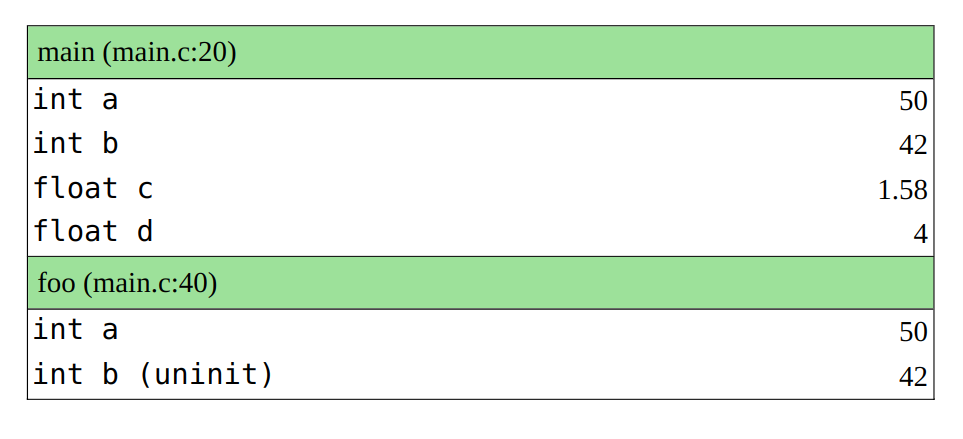 main (main.c:20)
int a 50
int b 42
float c 1.58
float d 4
foo (main.c:40)
int a 50
int b (uninit) 42